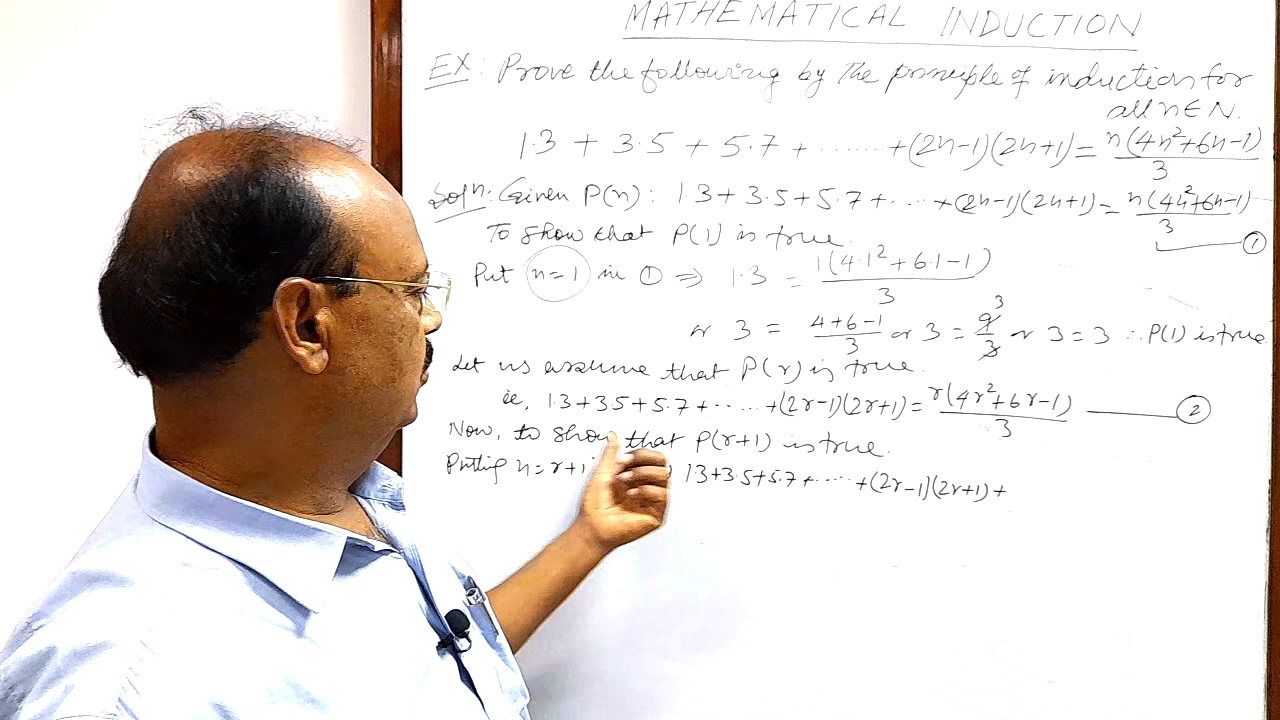 MATHEMATICAL INDUCTION
EX: Prove the following by the principle of induction for
all n∈N.
1.3 + 3.5 + 5.7 + ...... +(2n-1)(2n+1) = n(4n²+6n-1)/3
Sol^n. Given P(n): 1.3+3.5+5.7+.... +(2n-1)(2n+1) = n(4n²+6n-1)/3 ①
To show that P(1) is true.
Put n=1 in ① ⇒ 1.3 = 1(4.1²+6.1-1)/3
or 3 = 4+6-1/3 or 3 = 9/3 3 or 3=3 ∴ P(1) is true.
Let us assume that P(r) is true.
ie, 1.3+3.5+5.7+.....+(2r-1)(2r+1) = r(4r²+6r-1)/3 — ②
Now, to show that P(r+1) is true.
Putting n=r+1 1.3+3.5+5.7+.....+(2r-1)(2r+1)+